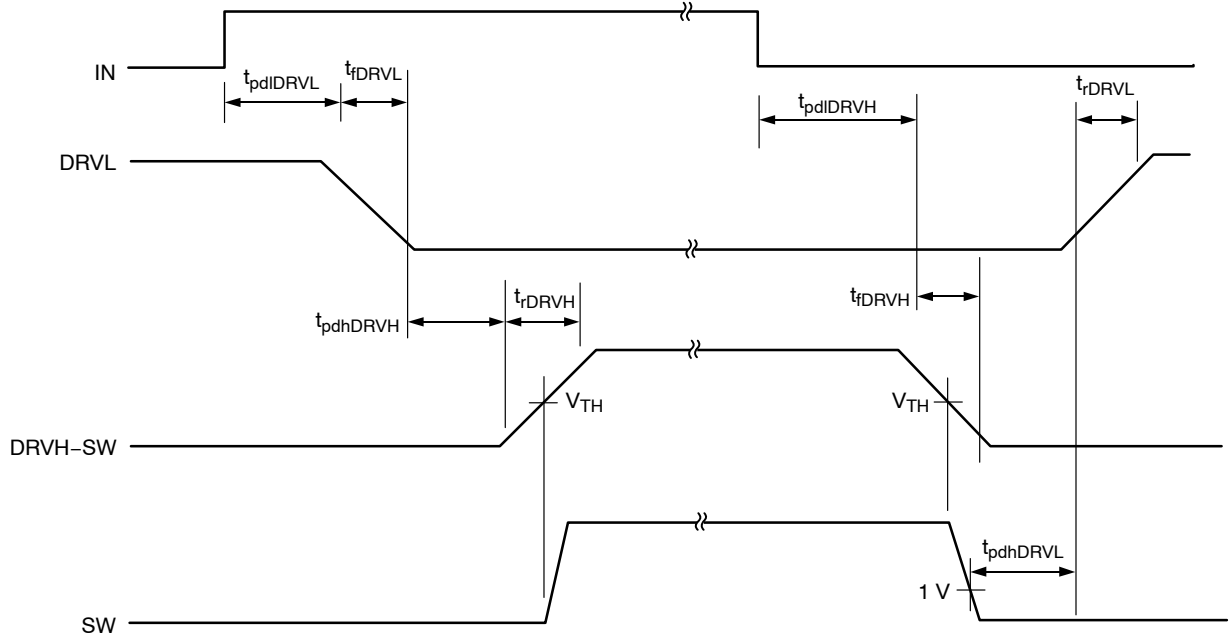 IN
tpdlDRVL
tfDRVL
tpdlDRVH
trDRVL
DRVL
tpdhDRVH
trDRVH
tfDRVH
VTH
VTH
DRVH−SW
tpdhDRVL
1 V
SW